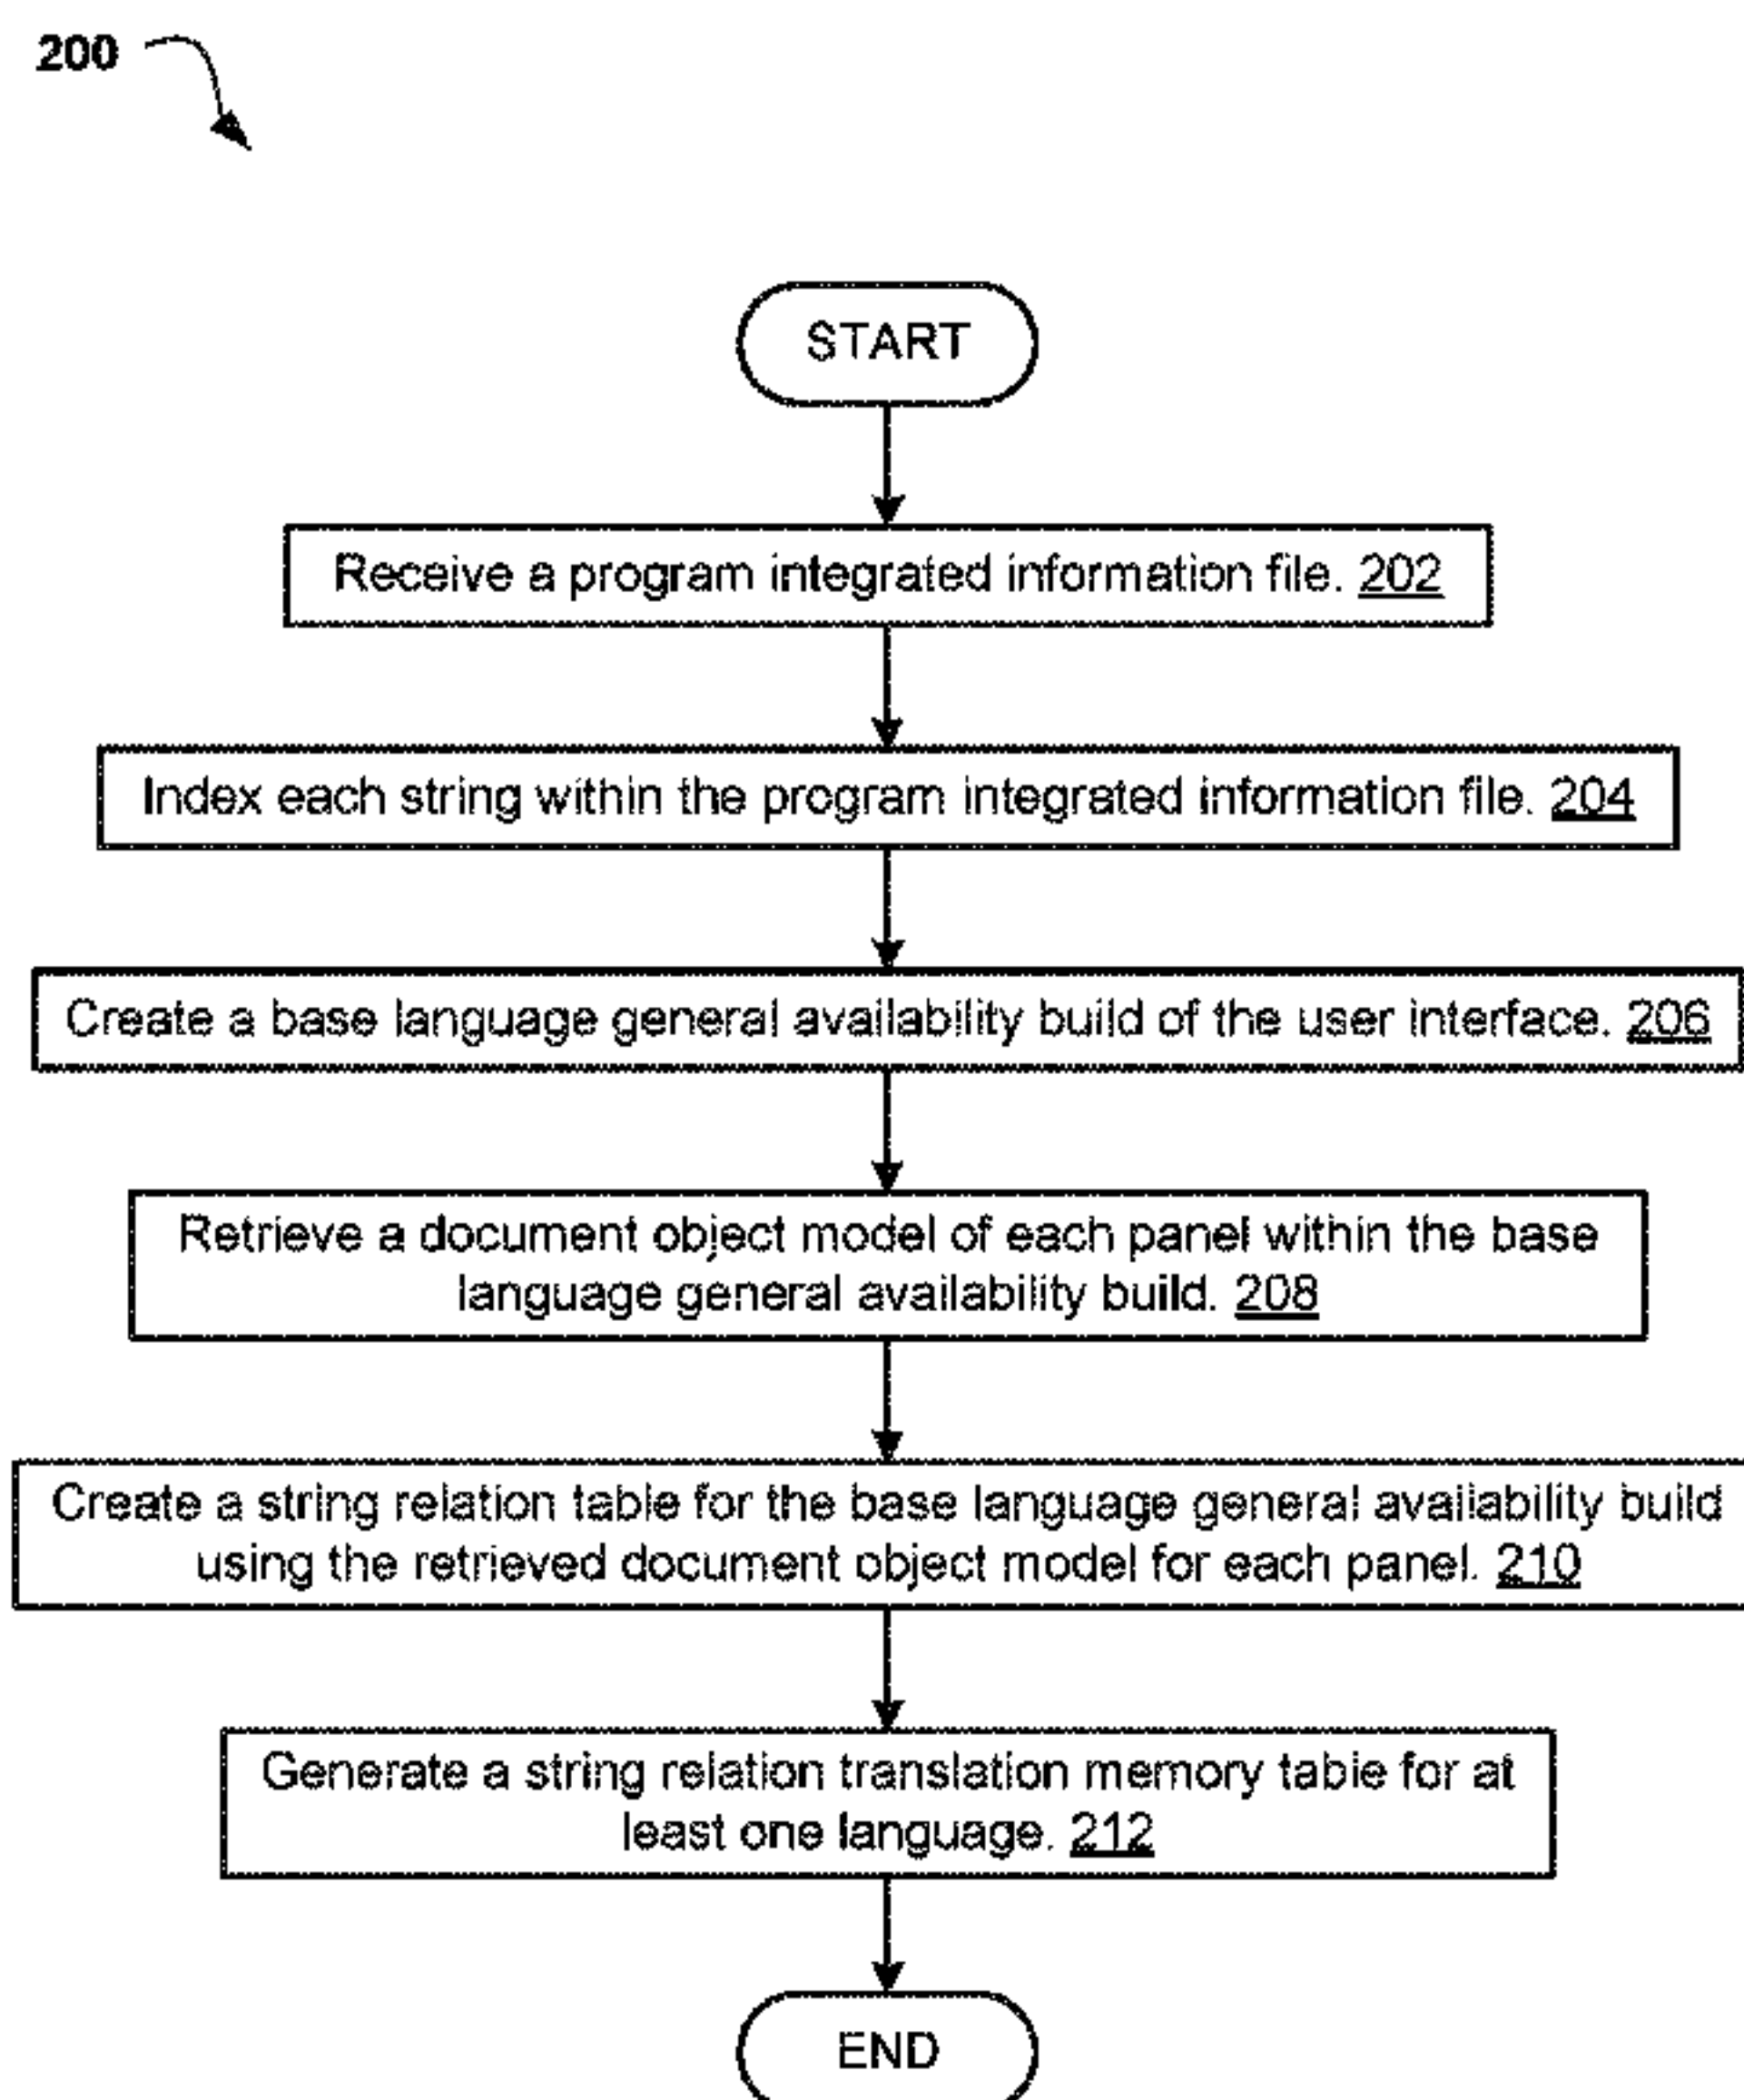 200
START
Receive a program integrated information file. 202
Index each string within the program integrated information file. 204
Create a base language general availability build of the user interface. 206
Retrieve a document object model of each panel within the base
language general availability build. 208
Create a string relation table for the base language general availability build
using the retrieved document object model for each panel. 210
Generate a string relation translation memory table for at
least one language. 212
END